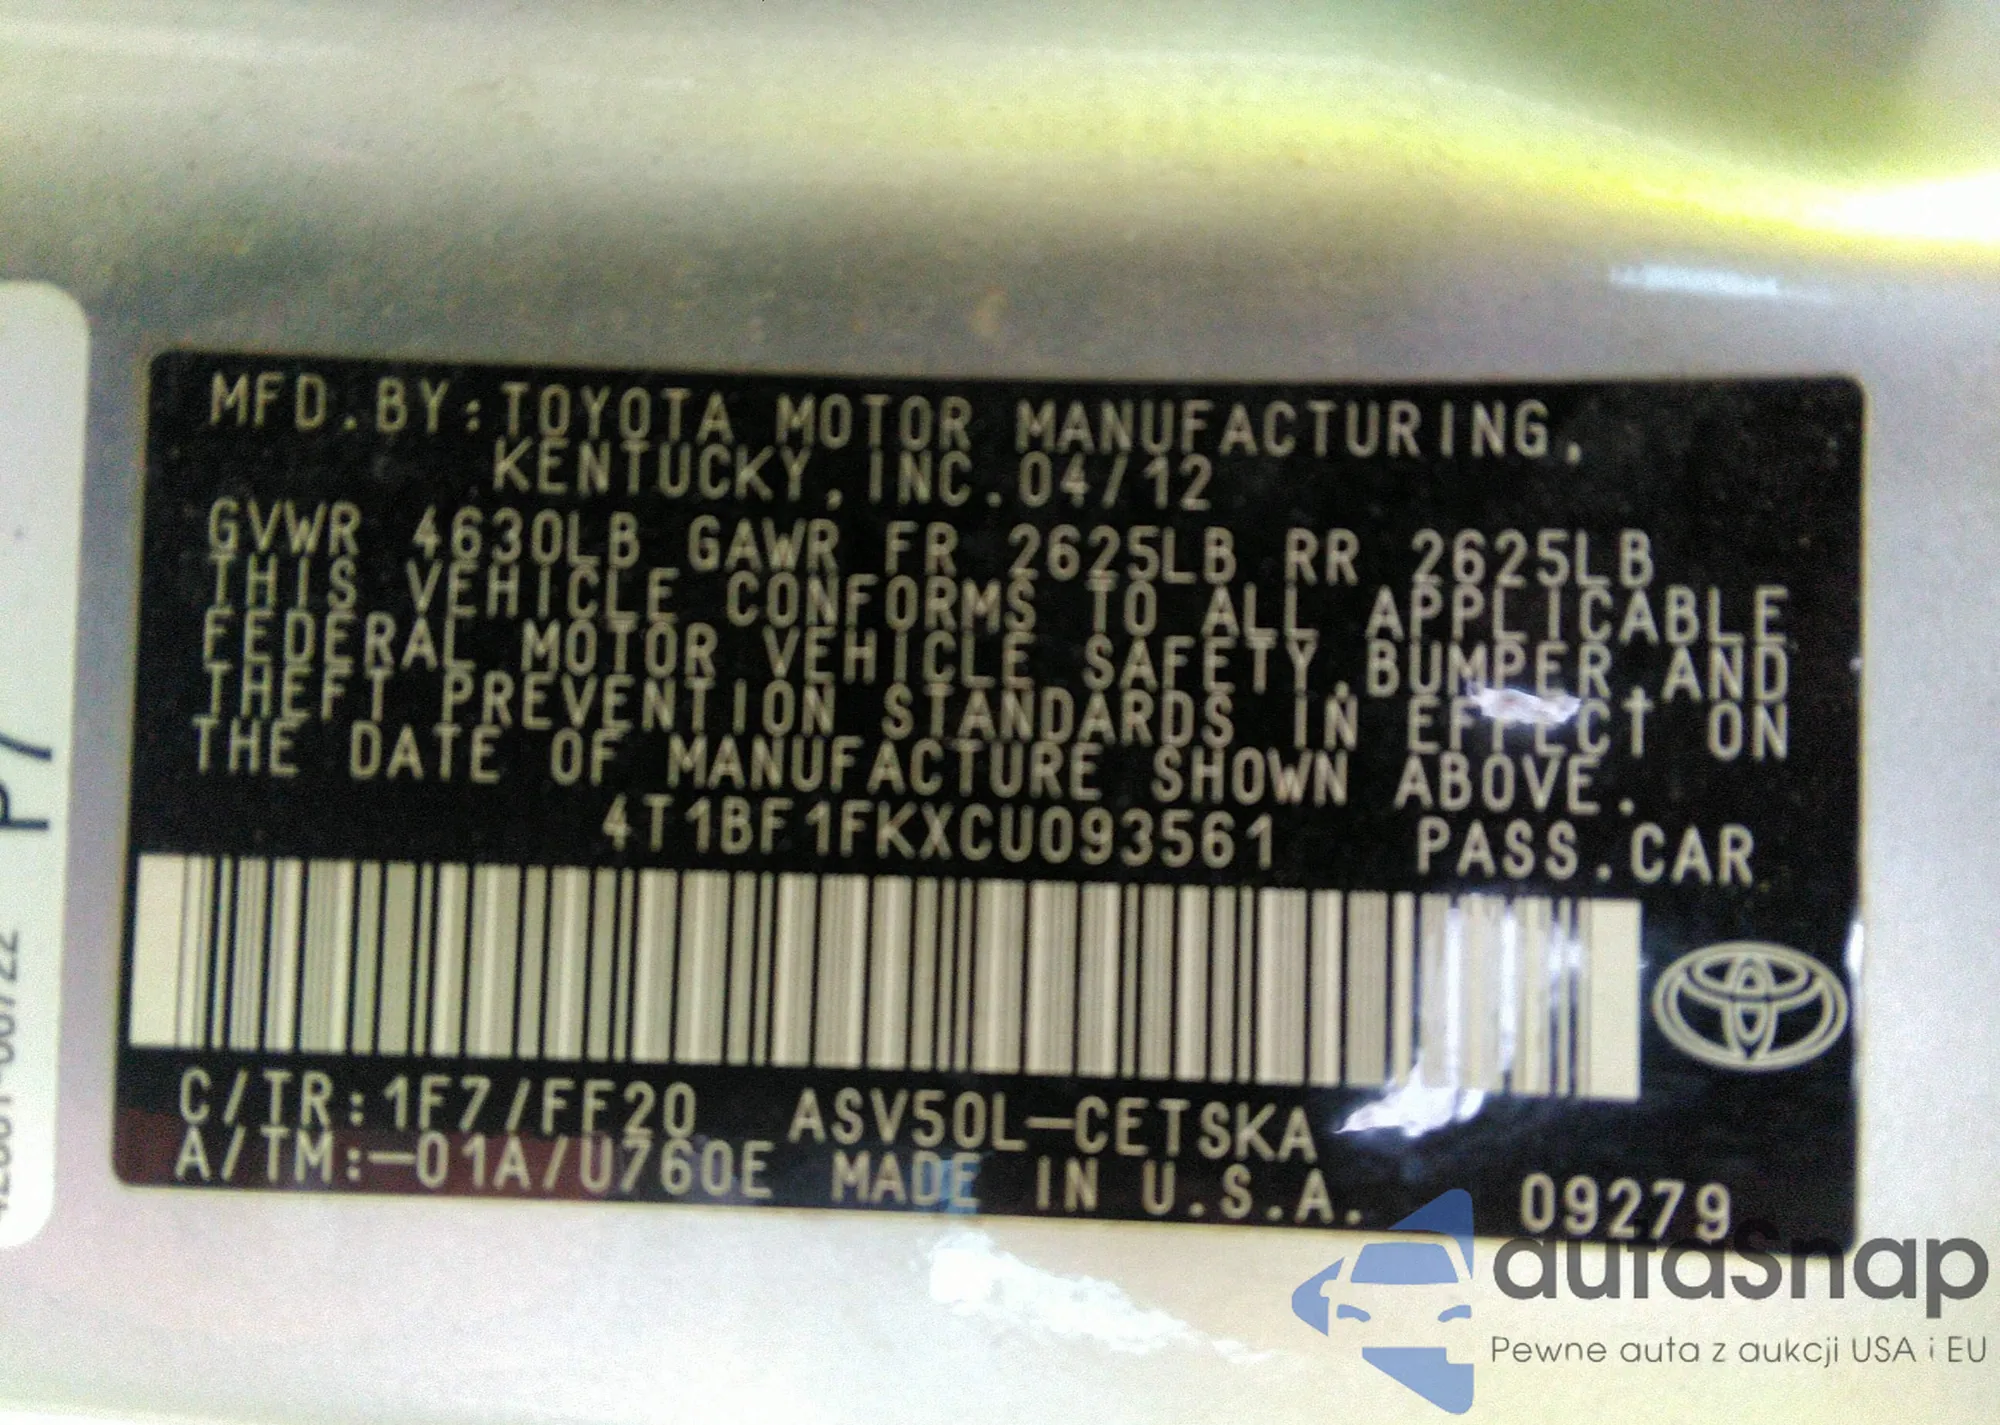 MFD.BY:TOYOTA MOTOR MANUFACTURING,
KENTUCKY, INC.04/12
GVWR 4630LB GAWR FR 2625LB RR 2625LB
THIS VEHICLE CONFORMS TO ALL APPLICABLE
FEDERAL MOTOR VEHICLE SAFETY,BUMPER,AND
THEFT PREVENTION STANDARDS IN EFFECT ON
THE DATE OF MANUFACTURE SHOWN ABOVE.
4T1BF1FKXCU093561 PASS.CAR
C/TR:1F7/FF20 ASV50L-CETSKA
A/TM:-01A/U760E MADE IN U.S.A. 09279
autasnap
Pewne auta z aukcji USA i EU